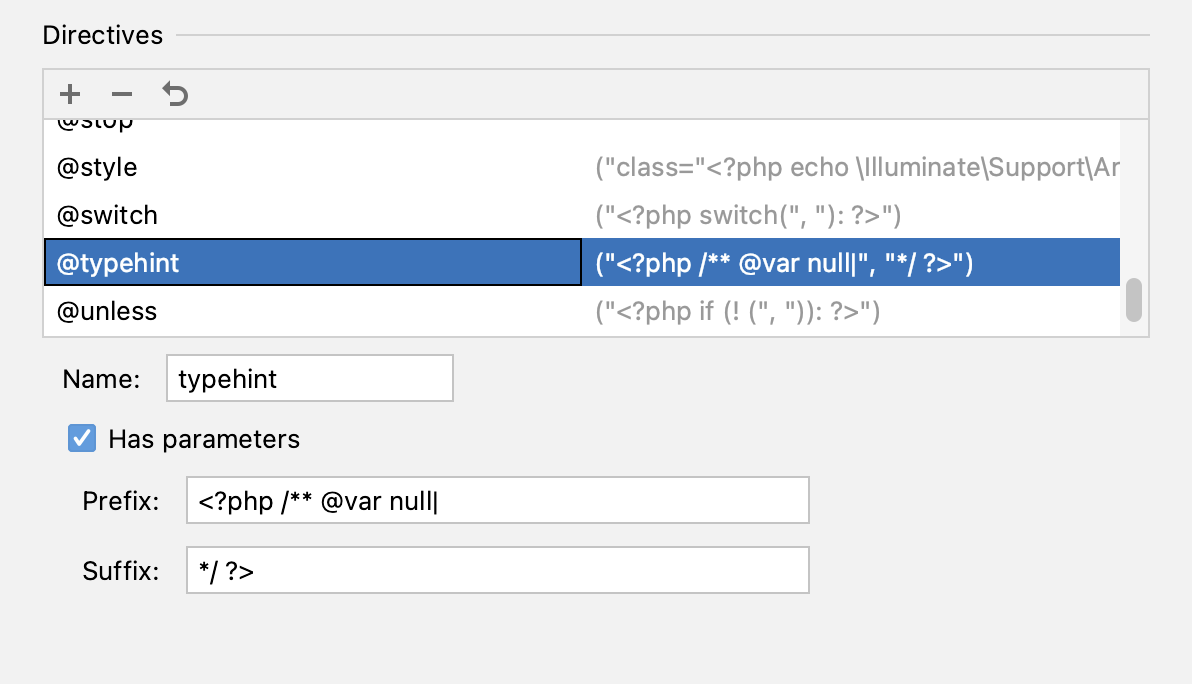 Directives
@stop
@style ("class="<?php echo \Illuminate\Support\Ar
@switch ("<?php switch(", "): ?>")
@typehint ("<?php /** @var null|", "*/ ?>")
@unless ("<?php if (! (", ")): ?>")
Name: typehint
Has parameters
Prefix: <?php /** @var null|
Suffix: */ ?>